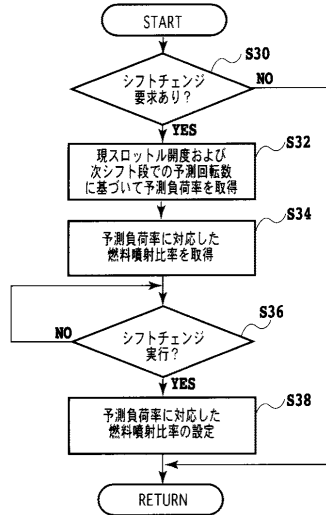 START
S30
シフトチェンジ
要求あり?
NO
YES
S32
現スロットル開度および
次シフト段での予測回転数
に基づいて予測負荷率を取得
S34
予測負荷率に対応した
燃料噴射比率を取得
S36
NO
シフトチェンジ
実行?
YES
S38
予測負荷率に対応した
燃料噴射比率の設定
RETURN